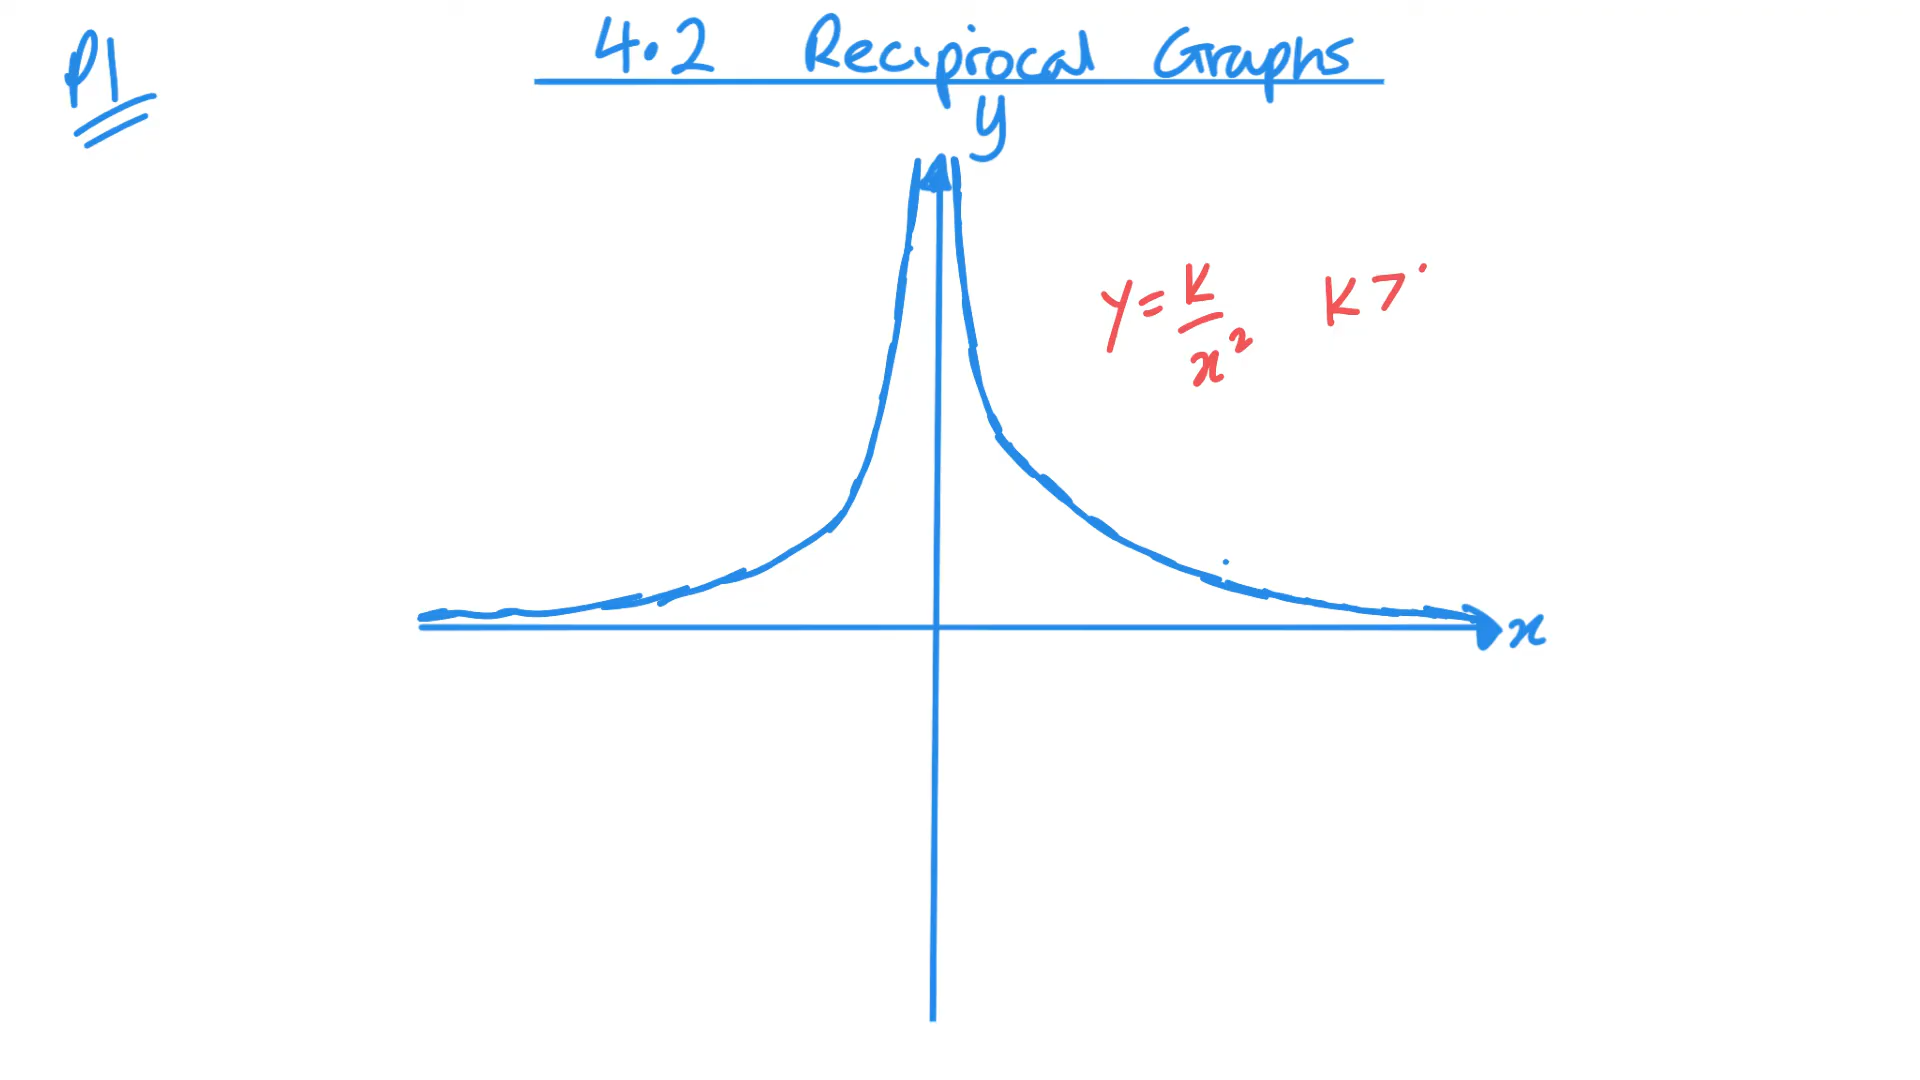 P1
4.2 Reciprocal Graphs
y
y = k/x² k >
x